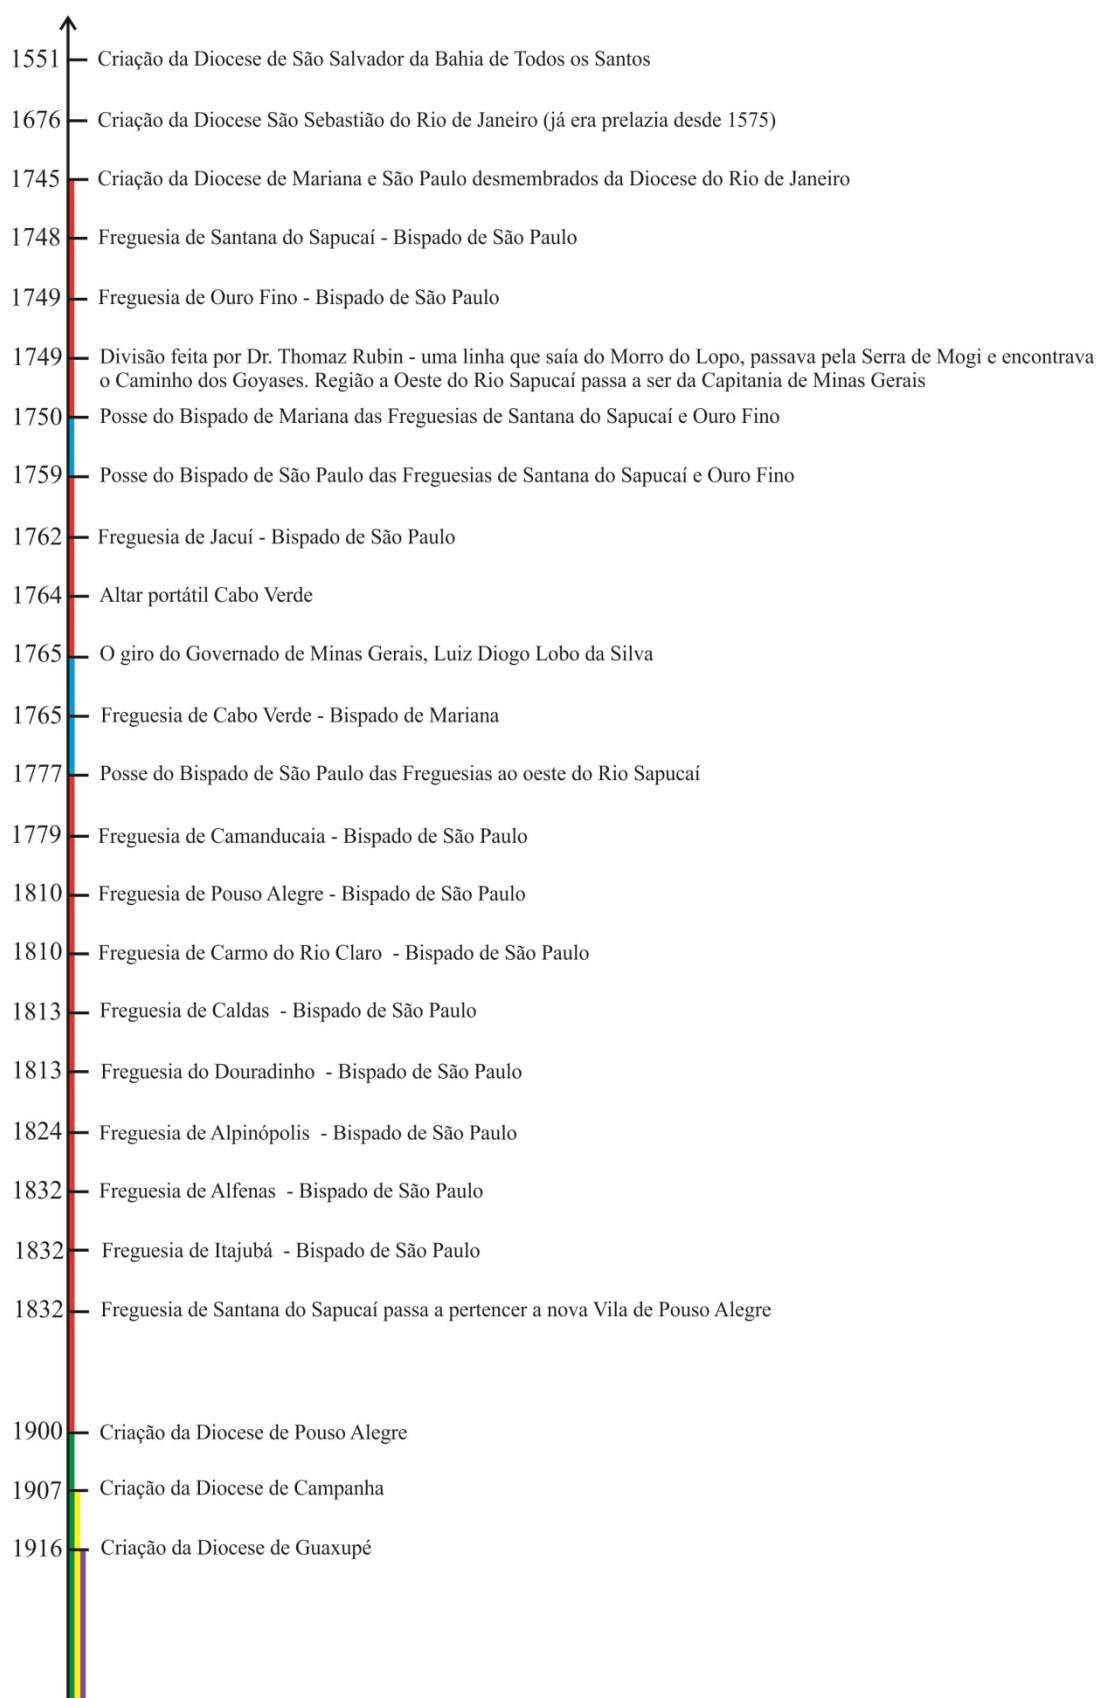 1551 Criação da Diocese de São Salvador da Bahia de Todos os Santos
1676 Criação da Diocese São Sebastião do Rio de Janeiro (já era prelazia desde 1575)
1745 Criação da Diocese de Mariana e São Paulo desmembrados da Diocese do Rio de Janeiro
1748 Freguesia de Santana do Sapucaí - Bispado de São Paulo
1749 Freguesia de Ouro Fino - Bispado de São Paulo
1749 Divisão feita por Dr. Thomaz Rubin - uma linha que saía do Morro do Lopo, passava pela Serra de Mogi e encontrava
o Caminho dos Goyases. Região a Oeste do Rio Sapucaí passa a ser da Capitania de Minas Gerais
1750 Posse do Bispado de Mariana das Freguesias de Santana do Sapucaí e Ouro Fino
1759 Posse do Bispado de São Paulo das Freguesias de Santana do Sapucaí e Ouro Fino
1762 Freguesia de Jacuí - Bispado de São Paulo
1764 Altar portátil Cabo Verde
1765 O giro do Governado de Minas Gerais, Luiz Diogo Lobo da Silva
1765 Freguesia de Cabo Verde - Bispado de Mariana
1777 Posse do Bispado de São Paulo das Freguesias ao oeste do Rio Sapucaí
1779 Freguesia de Camanducaia - Bispado de São Paulo
1810 Freguesia de Pouso Alegre - Bispado de São Paulo
1810 Freguesia de Carmo do Rio Claro - Bispado de São Paulo
1813 Freguesia de Caldas - Bispado de São Paulo
1813 Freguesia do Douradinho - Bispado de São Paulo
1824 Freguesia de Alpinópolis - Bispado de São Paulo
1832 Freguesia de Alfenas - Bispado de São Paulo
1832 Freguesia de Itajubá - Bispado de São Paulo
1832 Freguesia de Santana do Sapucaí passa a pertencer a nova Vila de Pouso Alegre
1900 Criação da Diocese de Pouso Alegre
1907 Criação da Diocese de Campanha
1916 Criação da Diocese de Guaxupé